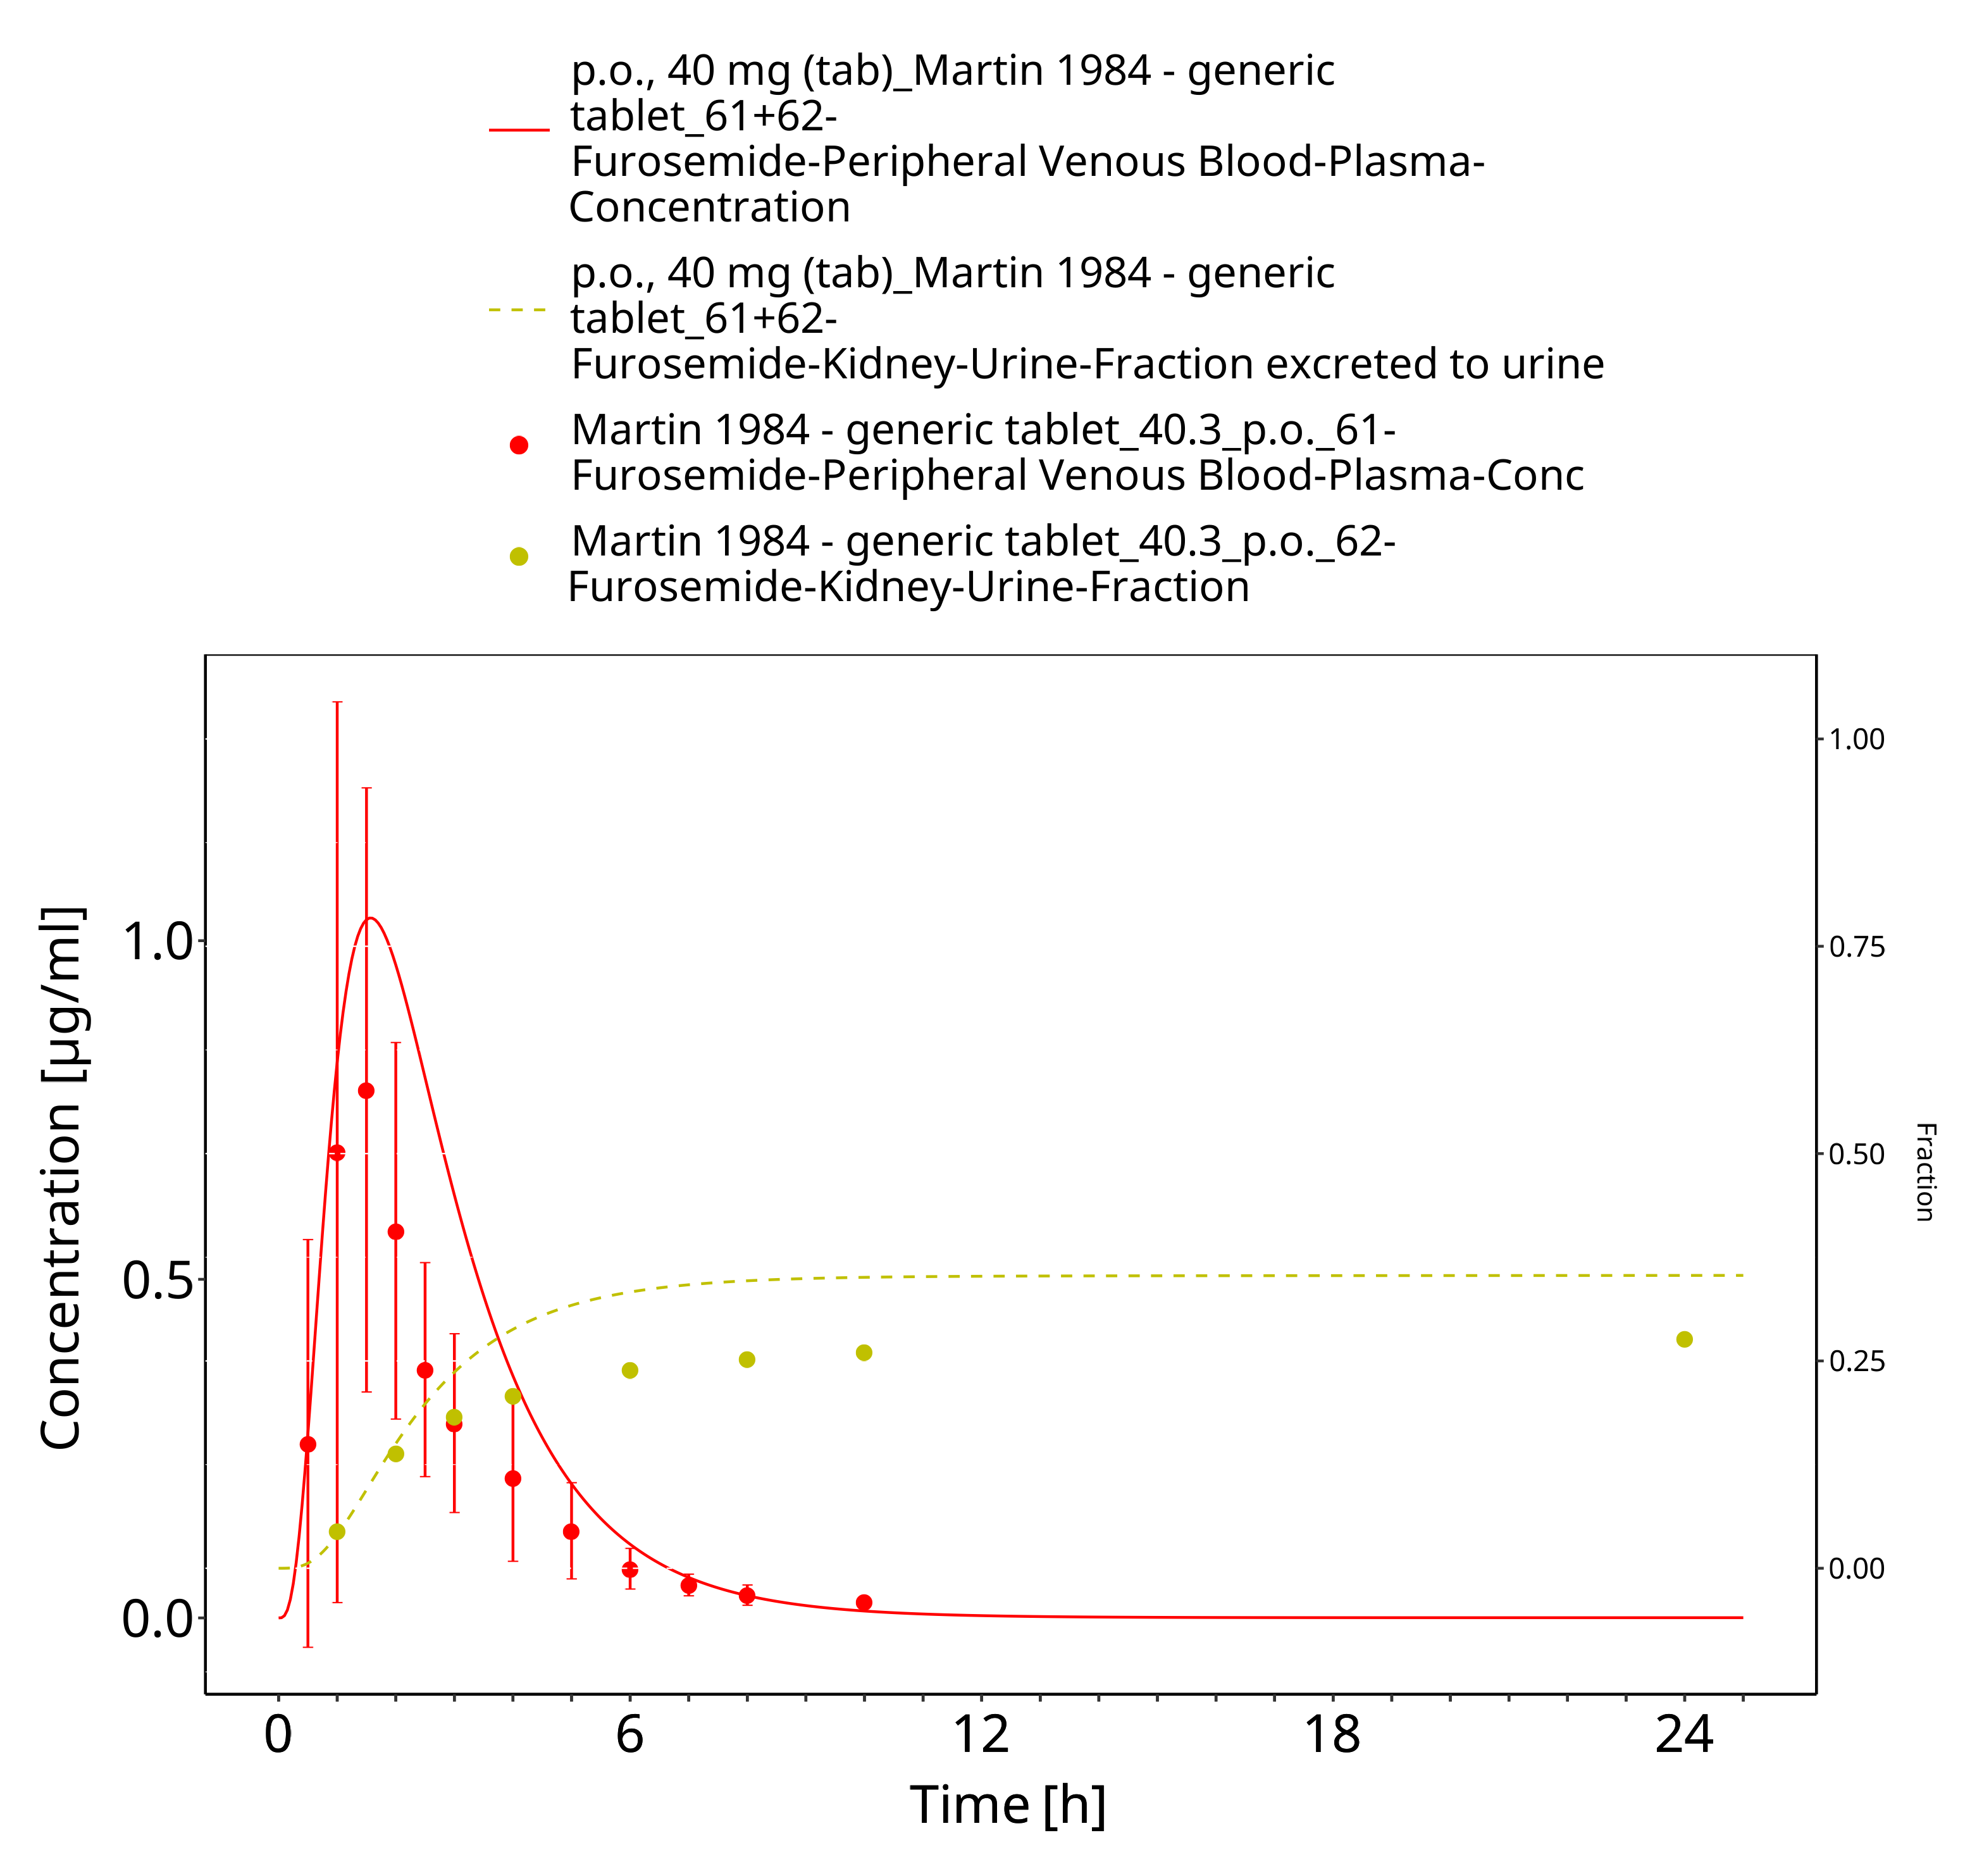 p.o., 40 mg (tab)_Martin 1984 - generic
tablet_61+62-
Furosemide-Peripheral Venous Blood-Plasma-
Concentration
p.o., 40 mg (tab)_Martin 1984 - generic
tablet_61+62-
Furosemide-Kidney-Urine-Fraction excreted to urine
Martin 1984 - generic tablet_40.3_p.o._61-
Furosemide-Peripheral Venous Blood-Plasma-Conc
Martin 1984 - generic tablet_40.3_p.o._62-
Furosemide-Kidney-Urine-Fraction
Concentration [µg/ml]
1.0
0.5
0.0
1.00
0.75
0.50
0.25
0.00
Fraction
0 6 12 18 24
Time [h]